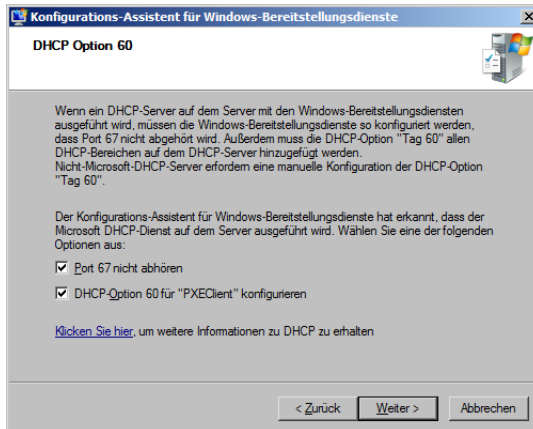 Konfigurations-Assistent für Windows-Bereitstellungsdienste
DHCP Option 60
Wenn ein DHCP-Server auf dem Server mit den Windows-Bereitstellungsdiensten
ausgeführt wird, müssen die Windows-Bereitstellungsdienste so konfiguriert werden,
dass Port 67 nicht abgehört wird. Außerdem muss die DHCP-Option "Tag 60" allen
DHCP-Bereichen auf dem DHCP-Server hinzugefügt werden.
Nicht-Microsoft-DHCP-Server erfordern eine manuelle Konfiguration der DHCP-Option
"Tag 60".
Der Konfigurations-Assistent für Windows-Bereitstellungsdienste hat erkannt, dass der
Microsoft DHCP-Dienst auf dem Server ausgeführt wird. Wählen Sie eine der folgenden
Optionen aus:
Port 67 nicht abhören
DHCP-Option 60 für "PXEClient" konfigurieren
Klicken Sie hier, um weitere Informationen zu DHCP zu erhalten
< Zurück Weiter > Abbrechen